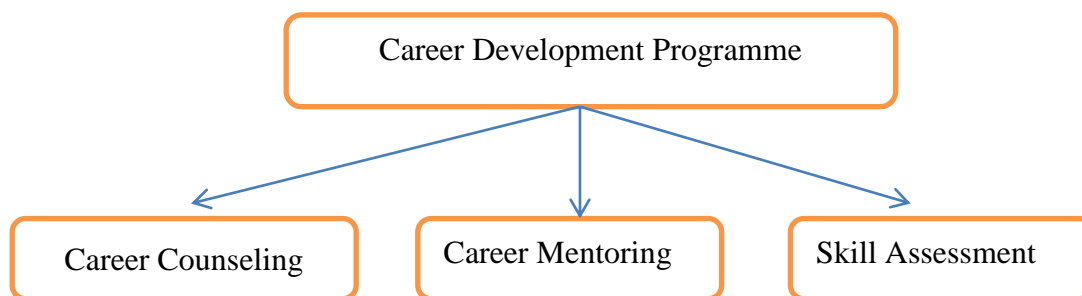 Career Development Programme
Career Counseling
Career Mentoring
Skill Assessment